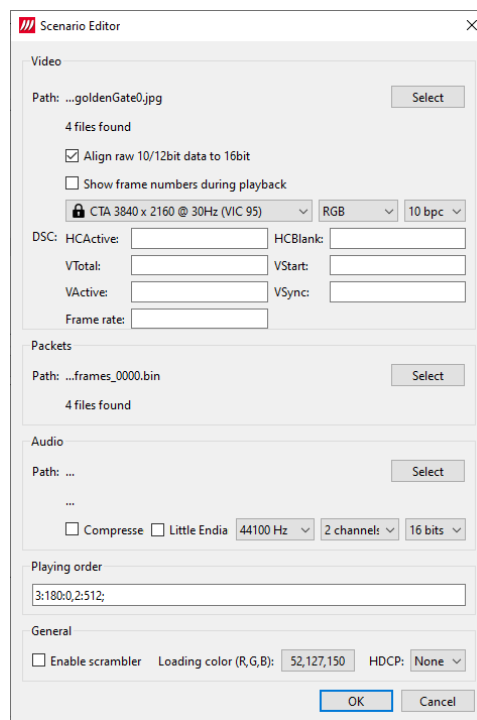 Scenario Editor
Video
Path: ...goldenGate0.jpg Select
4 files found
Align raw 10/12bit data to 16bit
Show frame numbers during playback
CTA 3840 x 2160 @ 30Hz (VIC 95) RGB 10 bpc
DSC: HCActive: HCBlank:
VTotal: VStart:
VActive: VSync:
Frame rate:
Packets
Path: ...frames_0000.bin Select
4 files found
Audio
Path: ... Select
...
Compresse Little Endia 44100 Hz 2 channels 16 bits
Playing order
3:180:0,2:512;
General
Enable scrambler Loading color (R,G,B): 52,127,150 HDCP: None
OK Cancel